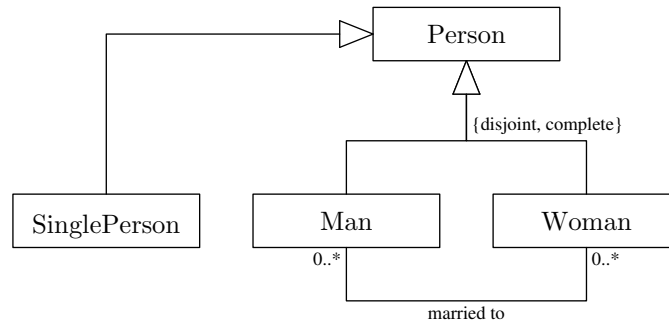 Person
{disjoint, complete}
SinglePerson
Man
Woman
0..*
0..*
married to